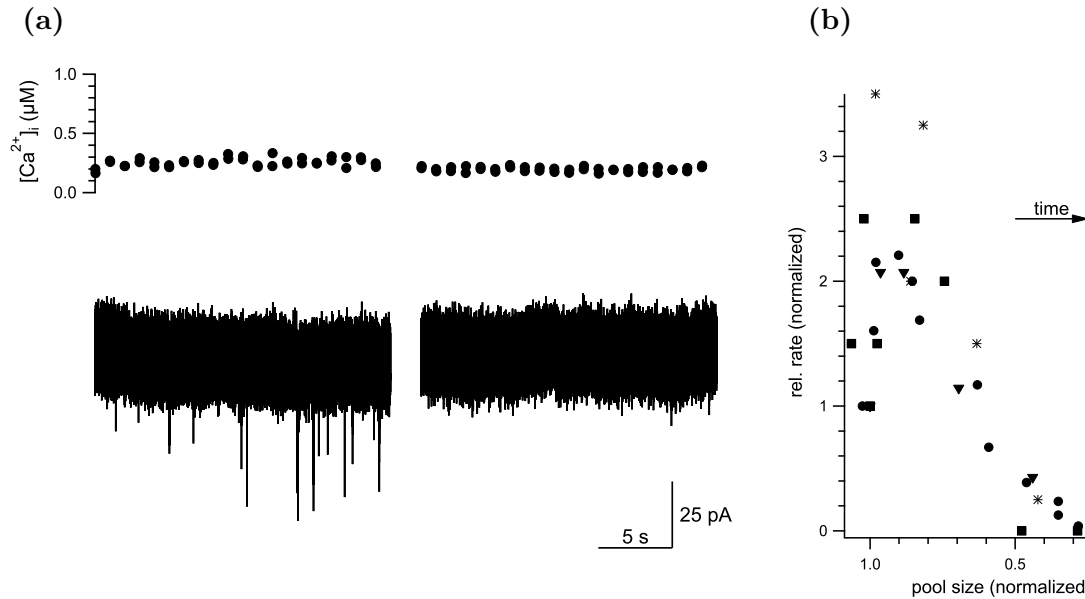 (a)
(b)
[Ca2+]i (µM)
1.0
0.5
0.0
25 pA
5 s
rel. rate (normalized)
3
2
1
0
time
1.0
0.5
pool size (normalized